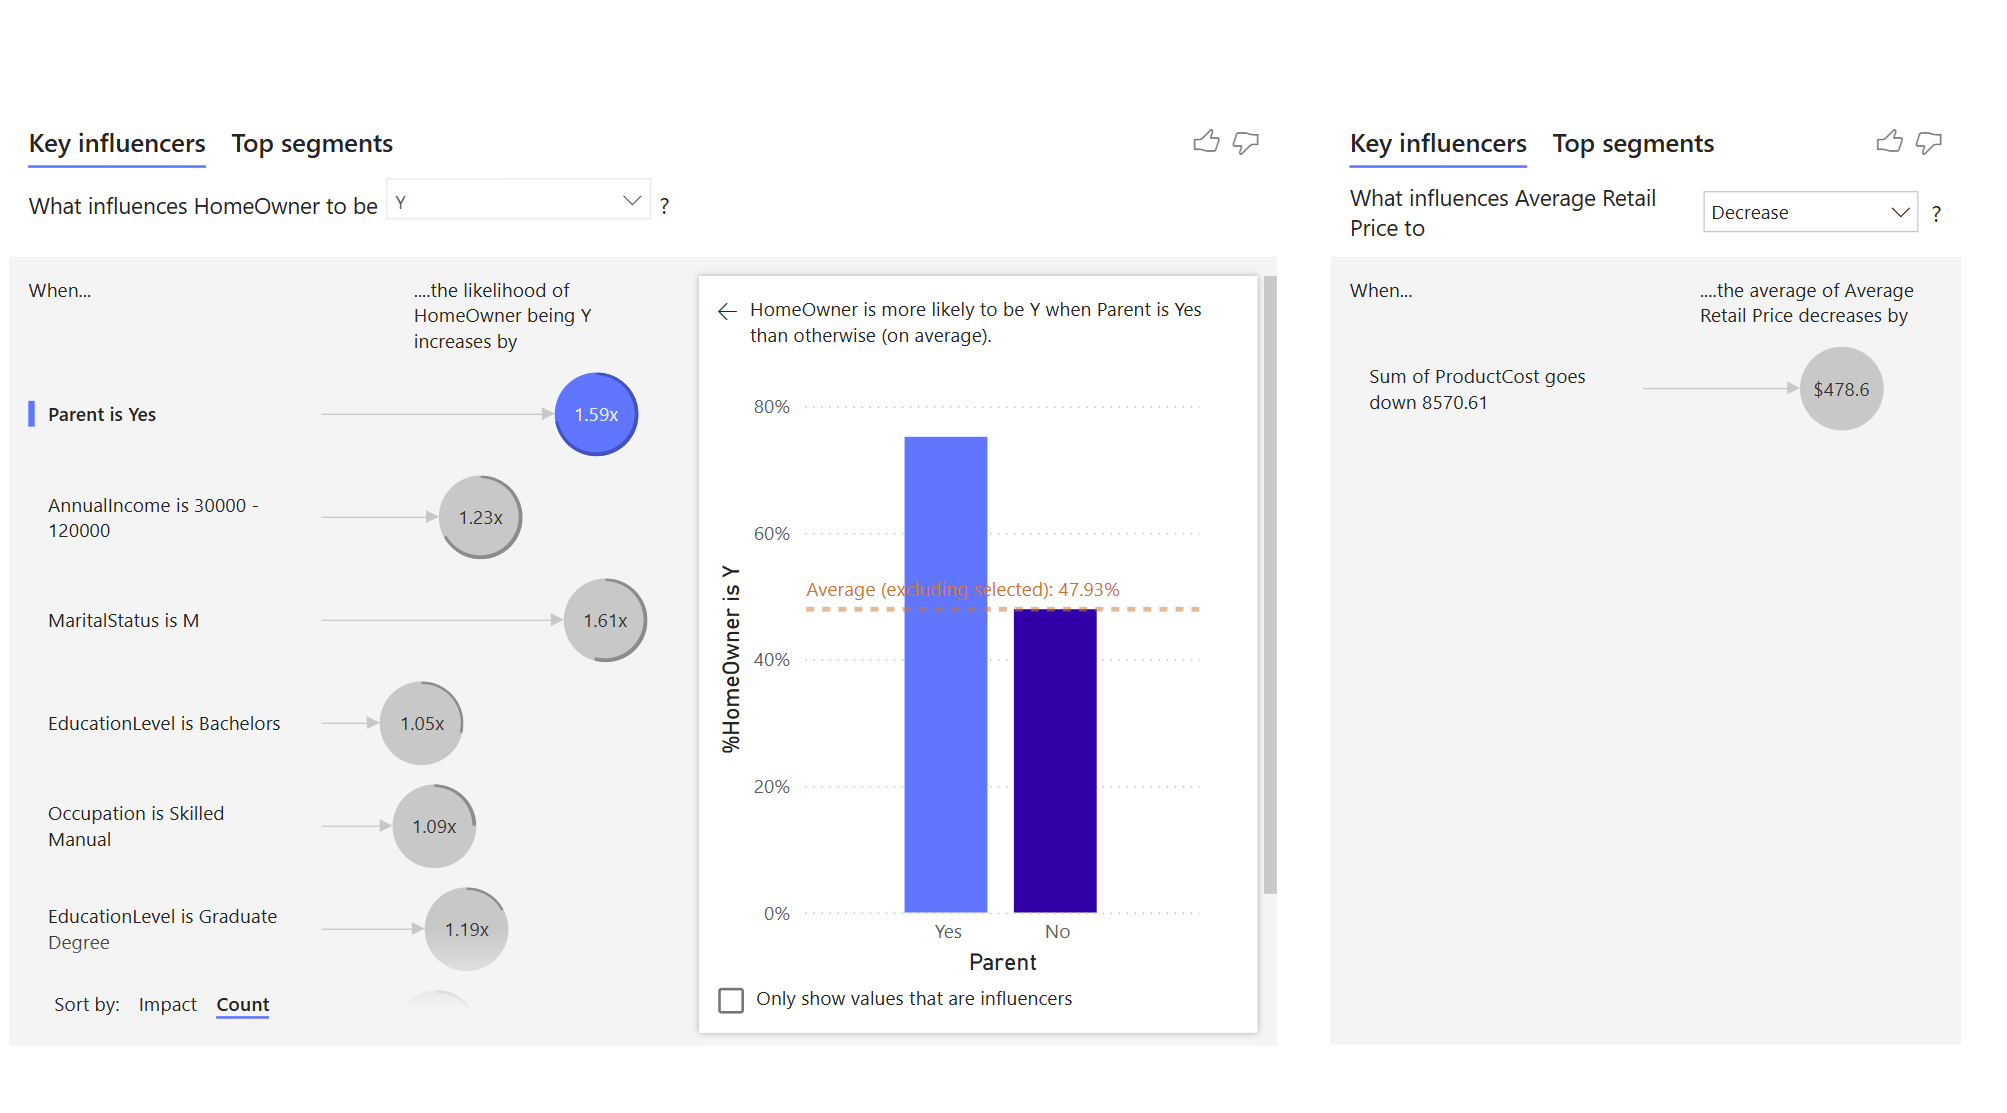 Key influencers
Top segments
What influences HomeOwner to be
Y
?
When...
....the likelihood of
HomeOwner being Y
increases by
Parent is Yes
1.59x
AnnualIncome is 30000 -
120000
1.23x
MaritalStatus is M
1.61x
EducationLevel is Bachelors
1.05x
Occupation is Skilled
Manual
1.09x
EducationLevel is Graduate
Degree
1.19x
Sort by:
Impact
Count
HomeOwner is more likely to be Y when Parent is Yes
than otherwise (on average).
%HomeOwner is Y
80%
60%
Average (excluding selected): 47.93%
40%
20%
0%
Yes
No
Parent
Only show values that are influencers
Key influencers
Top segments
What influences Average Retail
Price to
Decrease
?
When...
....the average of Average
Retail Price decreases by
Sum of ProductCost goes
down 8570.61
$478.6